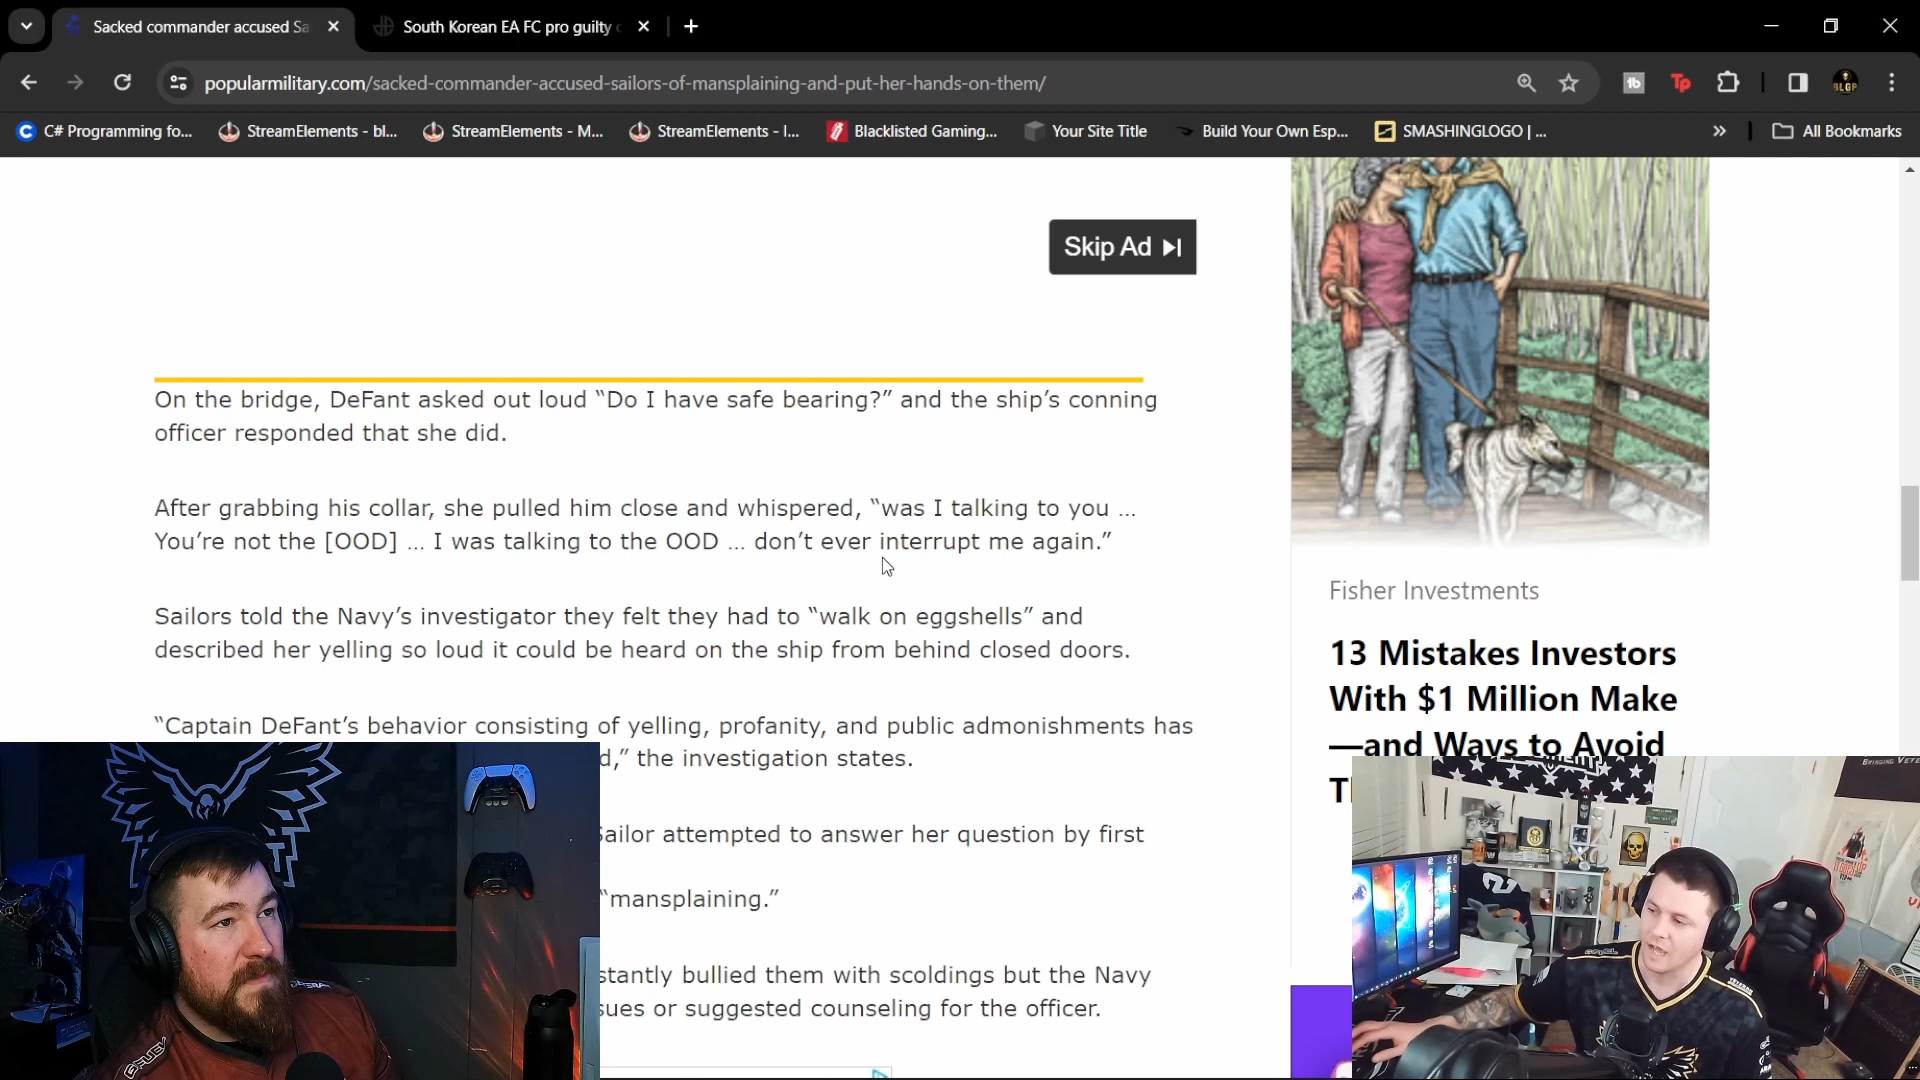 Sacked commander accused Sa
South Korean EA FC pro guilty
popularmilitary.com/sacked-commander-accused-sailors-of-mansplaining-and-put-her-hands-on-them/
C# Programming fo...
StreamElements - bl...
StreamElements - M...
StreamElements - I...
Blacklisted Gaming...
Your Site Title
Build Your Own Esp...
SMASHINGLOGO | ...
All Bookmarks
Skip Ad
On the bridge, DeFant asked out loud “Do I have safe bearing?” and the ship’s conning
officer responded that she did.
After grabbing his collar, she pulled him close and whispered, “was I talking to you …
You’re not the [OOD] … I was talking to the OOD … don’t ever interrupt me again.”
Sailors told the Navy’s investigator they felt they had to “walk on eggshells” and
described her yelling so loud it could be heard on the ship from behind closed doors.
“Captain DeFant’s behavior consisting of yelling, profanity, and public admonishments has
d,” the investigation states.
Sailor attempted to answer her question by first
“mansplaining.”
stantly bullied them with scoldings but the Navy
sues or suggested counseling for the officer.
Fisher Investments
13 Mistakes Investors
With $1 Million Make
—and Ways to Avoid